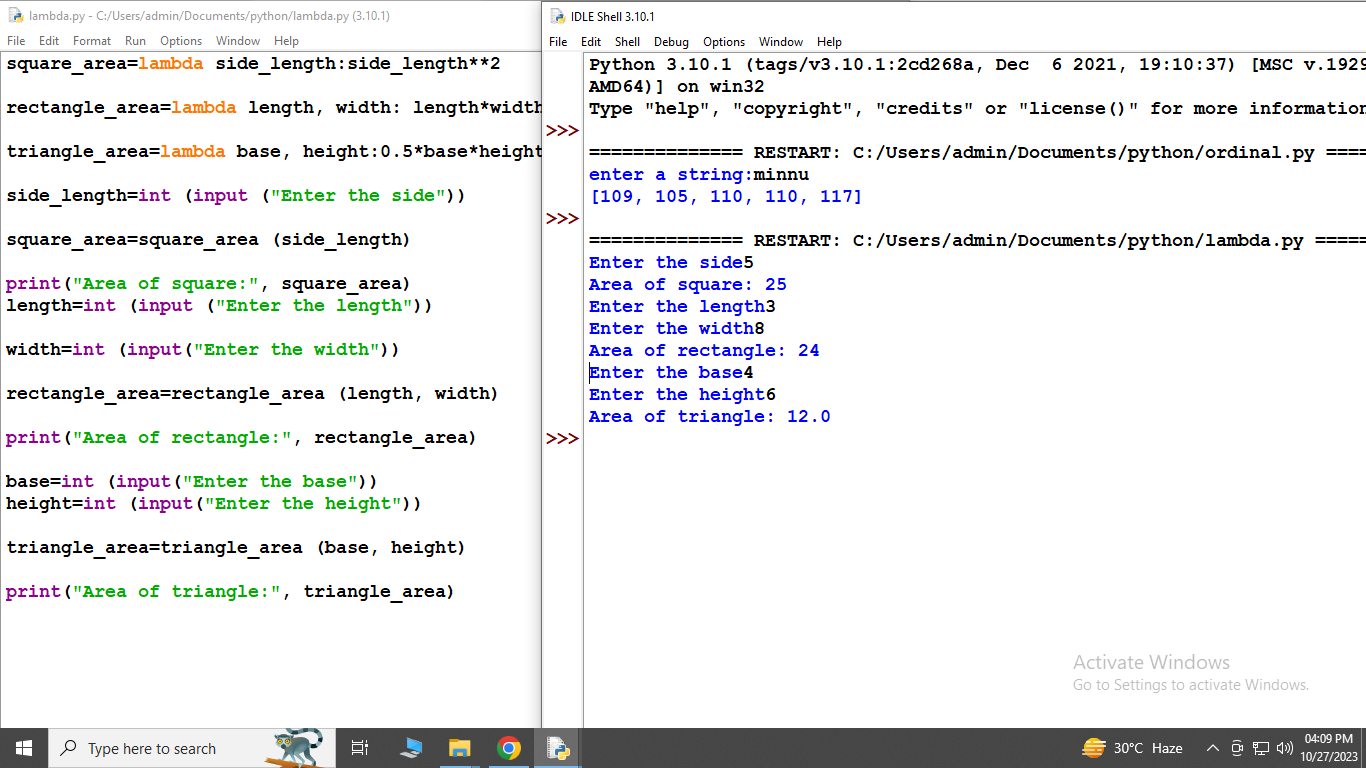 lambda.py - C:/Users/admin/Documents/python/lambda.py (3.10.1)
File Edit Format Run Options Window Help
square_area=lambda side_length:side_length**2
rectangle_area=lambda length, width: length*width
triangle_area=lambda base, height:0.5*base*height
side_length=int (input ("Enter the side"))
square_area=square_area (side_length)
print("Area of square:", square_area)
length=int (input ("Enter the length"))
width=int (input("Enter the width"))
rectangle_area=rectangle_area (length, width)
print("Area of rectangle:", rectangle_area)
base=int (input("Enter the base"))
height=int (input("Enter the height"))
triangle_area=triangle_area (base, height)
print("Area of triangle:", triangle_area)
IDLE Shell 3.10.1
File Edit Shell Debug Options Window Help
Python 3.10.1 (tags/v3.10.1:2cd268a, Dec  6 2021, 19:10:37) [MSC v.1929
AMD64)] on win32
Type "help", "copyright", "credits" or "license()" for more information
>>>
============== RESTART: C:/Users/admin/Documents/python/ordinal.py ====
enter a string:minnu
[109, 105, 110, 110, 117]
>>>
============== RESTART: C:/Users/admin/Documents/python/lambda.py =====
Enter the side5
Area of square: 25
Enter the length3
Enter the width8
Area of rectangle: 24
Enter the base4
Enter the height6
Area of triangle: 12.0
>>>
Activate Windows
Go to Settings to activate Windows.
Type here to search
30°C Haze
04:09 PM
10/27/2023